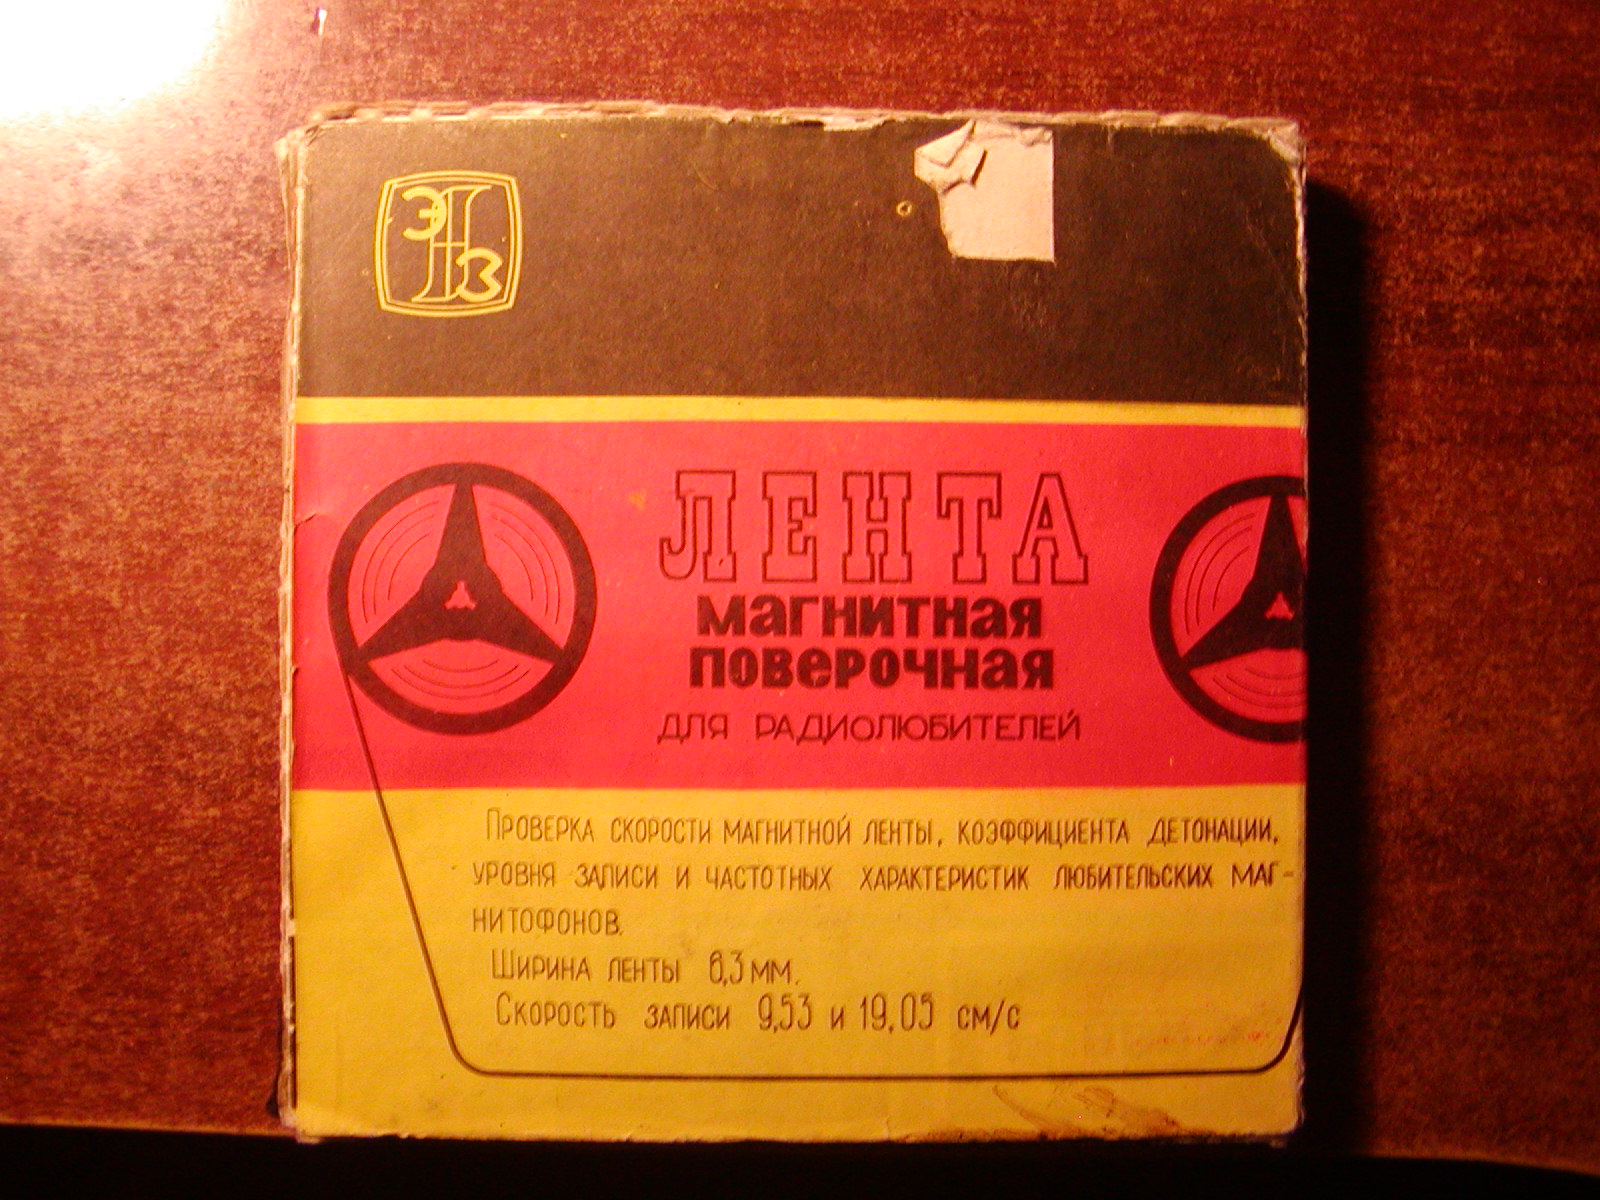 ЭНЗ
ЛЕНТА
МАГНИТНАЯ
ПОВЕРОЧНАЯ
ДЛЯ РАДИОЛЮБИТЕЛЕЙ
ПРОВЕРКА СКОРОСТИ МАГНИТНОЙ ЛЕНТЫ, КОЭФФИЦИЕНТА ДЕТОНАЦИИ,
УРОВНЯ ЗАПИСИ И ЧАСТОТНЫХ ХАРАКТЕРИСТИК ЛЮБИТЕЛЬСКИХ МАГ-
НИТОФОНОВ.
ШИРИНА ЛЕНТЫ 6,3 ММ.
СКОРОСТЬ ЗАПИСИ 9,53 И 19,05 СМ/С